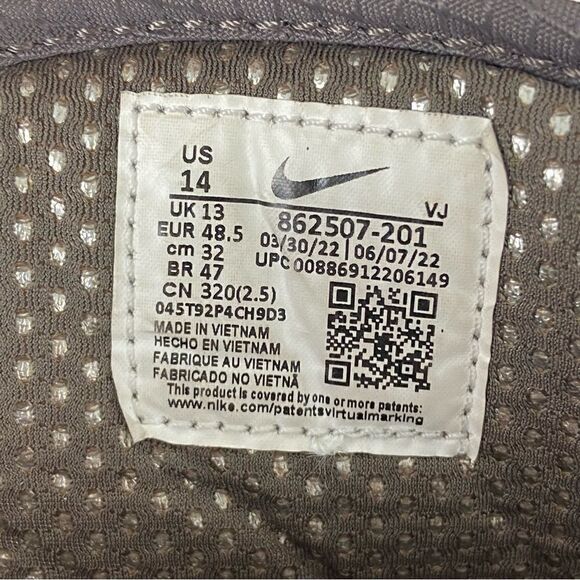 US
14
VJ
UK 13
862507-201
EUR 48.5
03/30/22 | 06/07/22
cm 32
UPC 00886912206149
BR 47
CN 320(2.5)
045T92P4CH9D3
MADE IN VIETNAM
HECHO EN VIETNAM
FABRIQUE AU VIETNAM
FABRICADO NO VIETNÃ
This product is covered by one or more patents:
www.nike.com/patentsvirtualmarking